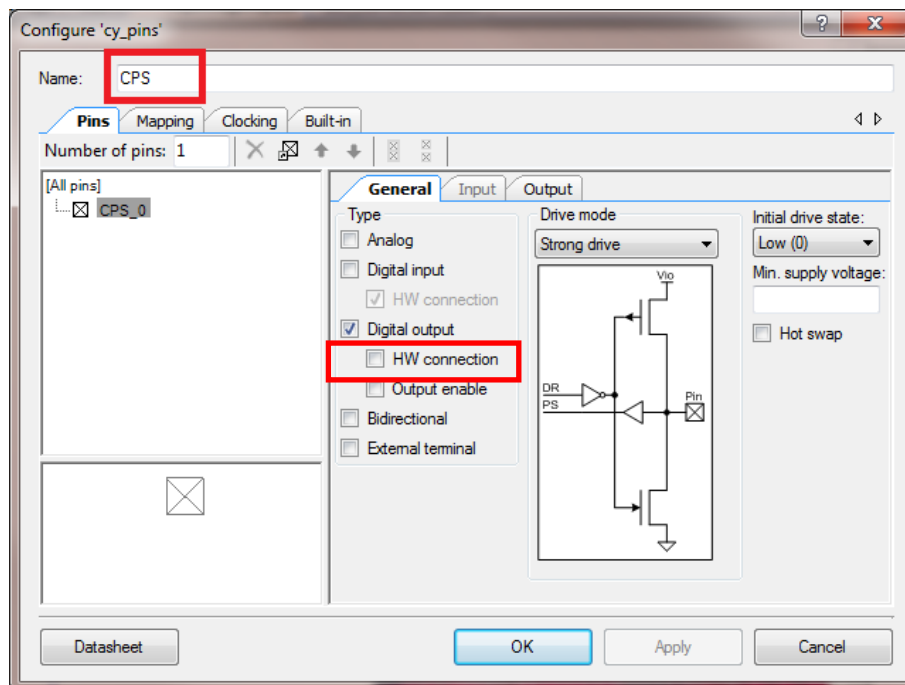 Configure 'cy_pins'
?
X
Name: CPS
Pins Mapping Clocking Built-in
Number of pins: 1
[All pins]
CPS_0
General Input Output
Type
Analog
Digital input
HW connection
Digital output
HW connection
Output enable
Bidirectional
External terminal
Drive mode
Strong drive
Vio
DR
PS
Pin
Initial drive state:
Low (0)
Min. supply voltage:
Hot swap
Datasheet OK Apply Cancel